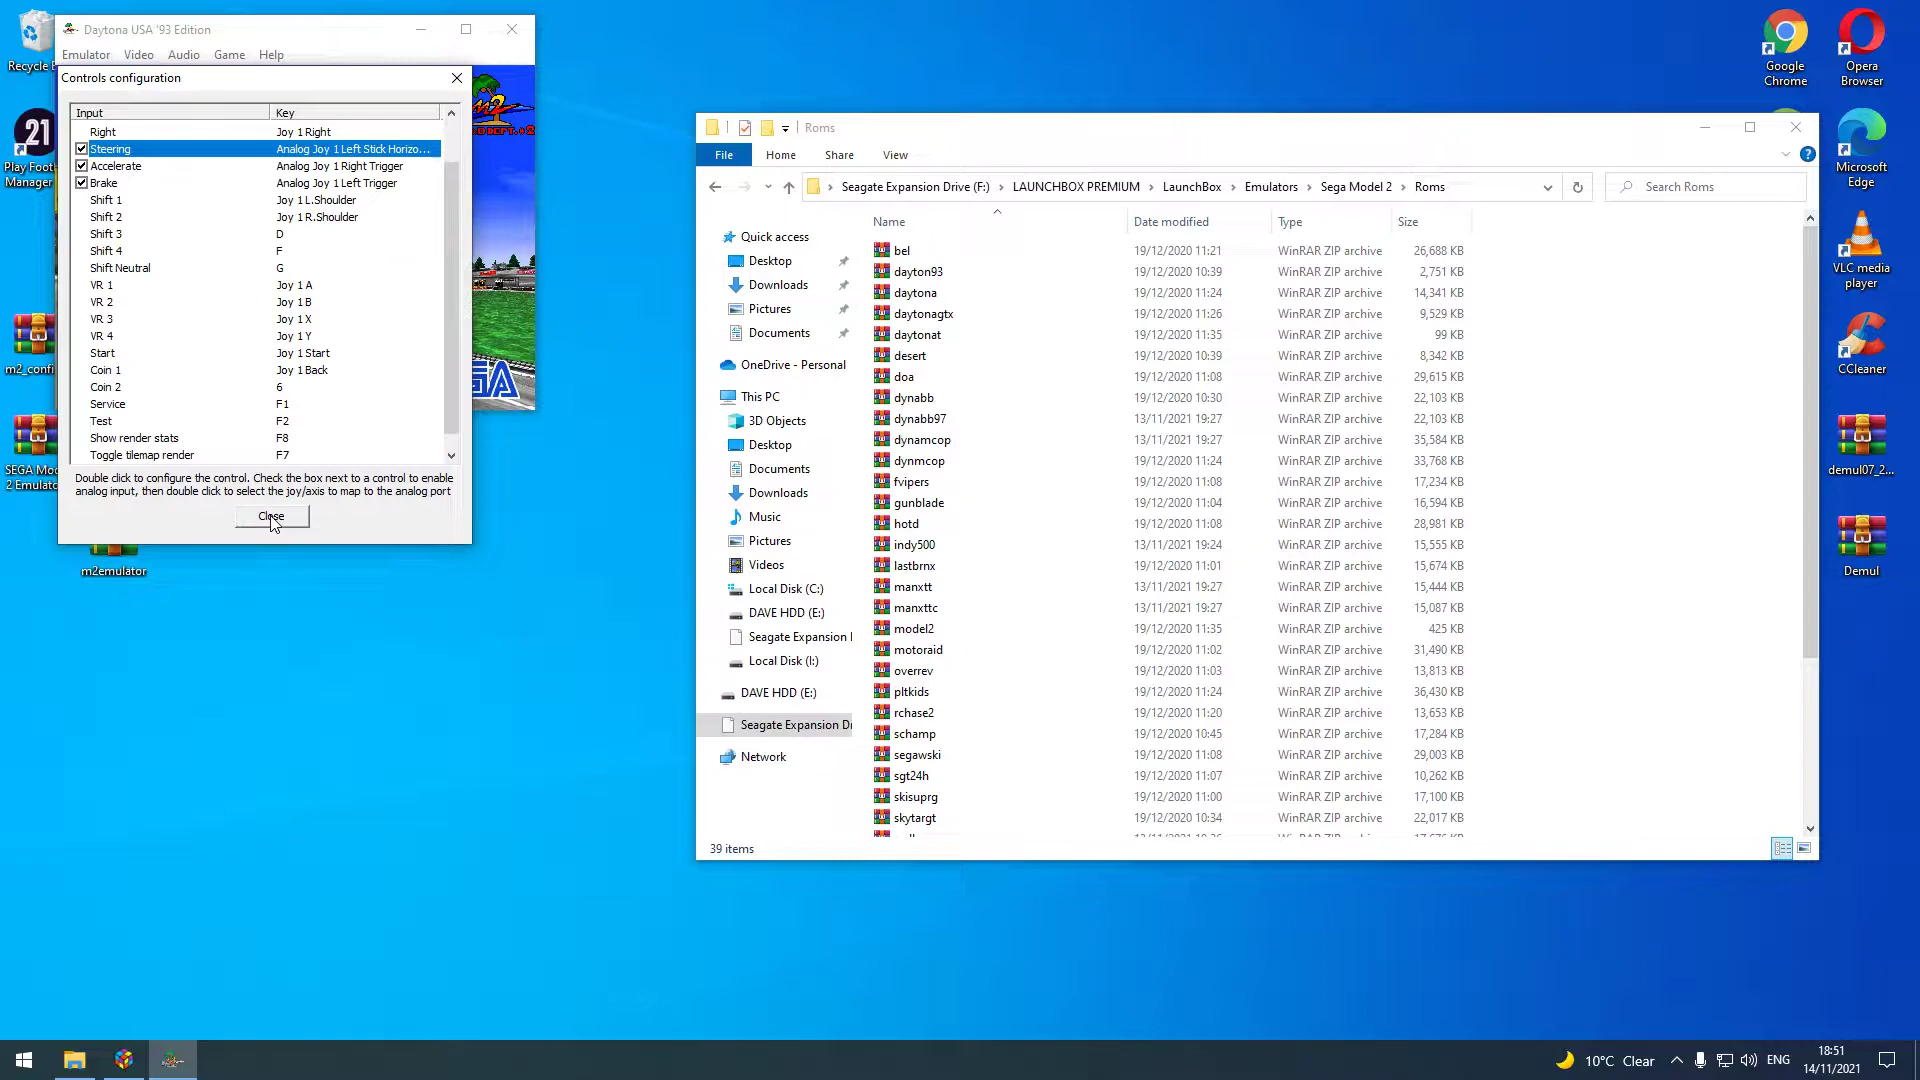 Recycle
Play Foot
Manager
m2_confi
SEGA Mo
2 Emulato
m2emulator
Daytona USA '93 Edition
Emulator Video Audio Game Help
Controls configuration
Input Key
Right Joy 1 Right
Steering Analog Joy 1 Left Stick Horizo...
Accelerate Analog Joy 1 Right Trigger
Brake Analog Joy 1 Left Trigger
Shift 1 Joy 1 L.Shoulder
Shift 2 Joy 1 R.Shoulder
Shift 3 D
Shift 4 F
Shift Neutral G
VR 1 Joy 1 A
VR 2 Joy 1 B
VR 3 Joy 1 X
VR 4 Joy 1 Y
Start Joy 1 Start
Coin 1 Joy 1 Back
Coin 2 6
Service F1
Test F2
Show render stats F8
Toggle tilemap render F7
Double click to configure the control. Check the box next to a control to enable
analog input, then double click to select the joy/axis to map to the analog port
Close
Roms
File Home Share View
Seagate Expansion Drive (F:) > LAUNCHBOX PREMIUM > LaunchBox > Emulators > Sega Model 2 > Roms
Search Roms
Quick access
Desktop
Downloads
Pictures
Documents
OneDrive - Personal
This PC
3D Objects
Desktop
Documents
Downloads
Music
Pictures
Videos
Local Disk (C:)
DAVE HDD (E:)
Seagate Expansion
Local Disk (I:)
DAVE HDD (E:)
Seagate Expansion Dr
Network
Name Date modified Type Size
bel 19/12/2020 11:21 WinRAR ZIP archive 26,688 KB
dayton93 19/12/2020 10:39 WinRAR ZIP archive 2,751 KB
daytona 19/12/2020 11:24 WinRAR ZIP archive 14,341 KB
daytonagtx 19/12/2020 11:26 WinRAR ZIP archive 9,529 KB
daytonat 19/12/2020 11:35 WinRAR ZIP archive 99 KB
desert 19/12/2020 10:39 WinRAR ZIP archive 8,342 KB
doa 19/12/2020 11:08 WinRAR ZIP archive 29,615 KB
dynabb 19/12/2020 10:30 WinRAR ZIP archive 22,103 KB
dynabb97 13/11/2021 19:27 WinRAR ZIP archive 22,103 KB
dynamcop 13/11/2021 19:27 WinRAR ZIP archive 35,584 KB
dynmcop 19/12/2020 11:24 WinRAR ZIP archive 33,768 KB
fvipers 19/12/2020 11:08 WinRAR ZIP archive 17,234 KB
gunblade 19/12/2020 11:04 WinRAR ZIP archive 16,594 KB
hotd 19/12/2020 11:08 WinRAR ZIP archive 28,981 KB
indy500 13/11/2021 19:24 WinRAR ZIP archive 15,555 KB
lastbrnx 19/12/2020 11:01 WinRAR ZIP archive 15,674 KB
manxtt 13/11/2021 19:27 WinRAR ZIP archive 15,444 KB
manxttc 13/11/2021 19:27 WinRAR ZIP archive 15,087 KB
model2 19/12/2020 11:35 WinRAR ZIP archive 425 KB
motoraid 19/12/2020 11:02 WinRAR ZIP archive 31,490 KB
overrev 19/12/2020 11:03 WinRAR ZIP archive 13,813 KB
pltkids 19/12/2020 11:24 WinRAR ZIP archive 36,430 KB
rchase2 19/12/2020 11:20 WinRAR ZIP archive 13,653 KB
schamp 19/12/2020 10:45 WinRAR ZIP archive 17,284 KB
segawski 19/12/2020 11:08 WinRAR ZIP archive 29,003 KB
sgt24h 19/12/2020 11:07 WinRAR ZIP archive 10,262 KB
skisuprg 19/12/2020 11:00 WinRAR ZIP archive 17,100 KB
skytargt 19/12/2020 10:34 WinRAR ZIP archive 22,017 KB
39 items
Google
Chrome
Opera
Browser
Microsoft
Edge
VLC media
player
CCleaner
demul07_2...
Demul
10°C Clear
ENG
18:51
14/11/2021